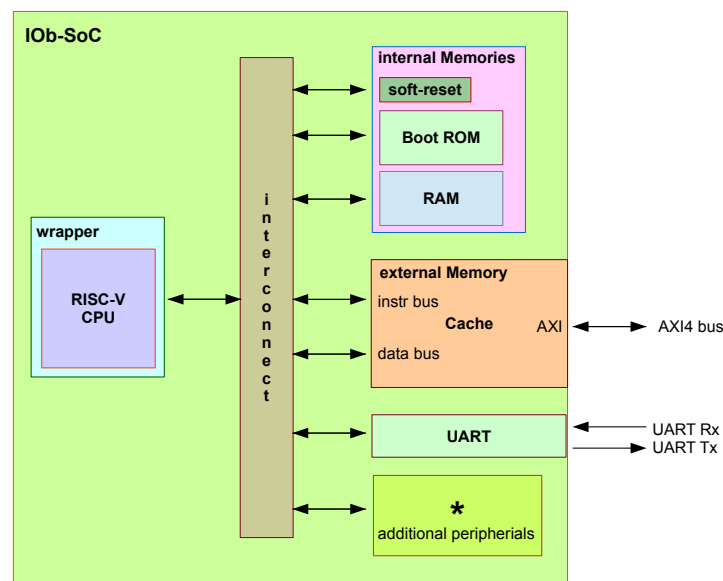 IOb-SoC
internal Memories
soft-reset
Boot ROM
RAM
interconnect
wrapper
RISC-V
CPU
external Memory
instr bus
Cache
AXI
data bus
AXI4 bus
UART
UART Rx
UART Tx
*
additional peripherials